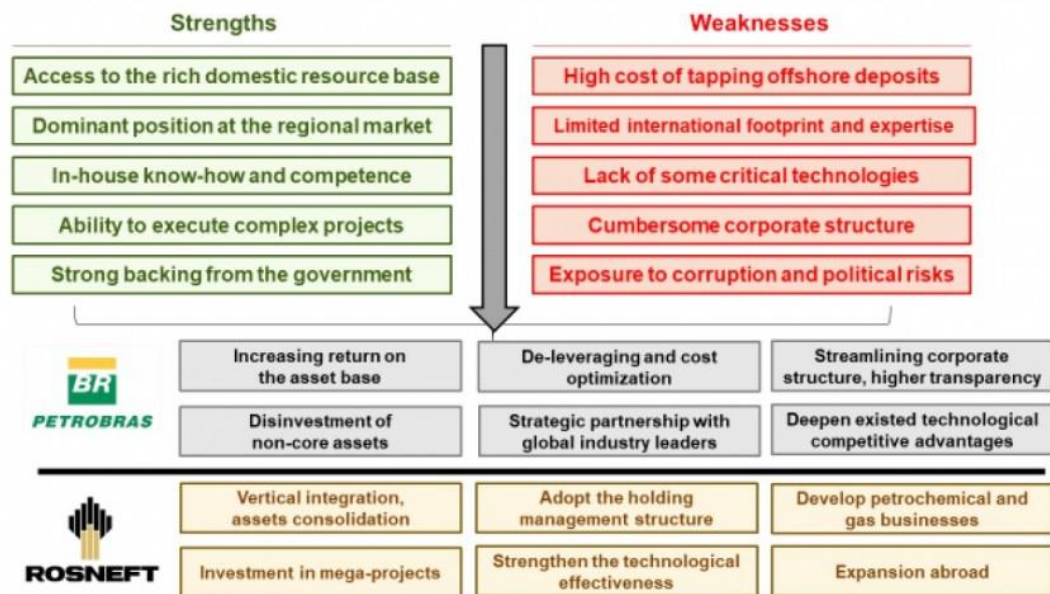 Strengths
Weaknesses
Access to the rich domestic resource base
High cost of tapping offshore deposits
Dominant position at the regional market
Limited international footprint and expertise
In-house know-how and competence
Lack of some critical technologies
Ability to execute complex projects
Cumbersome corporate structure
Strong backing from the government
Exposure to corruption and political risks
BR
PETROBRAS
Increasing return on
the asset base
De-leveraging and cost
optimization
Streamlining corporate
structure, higher transparency
Disinvestment of
non-core assets
Strategic partnership with
global industry leaders
Deepen existed technological
competitive advantages
ROSNEFT
Vertical integration,
assets consolidation
Adopt the holding
management structure
Develop petrochemical and
gas businesses
Investment in mega-projects
Strengthen the technological
effectiveness
Expansion abroad